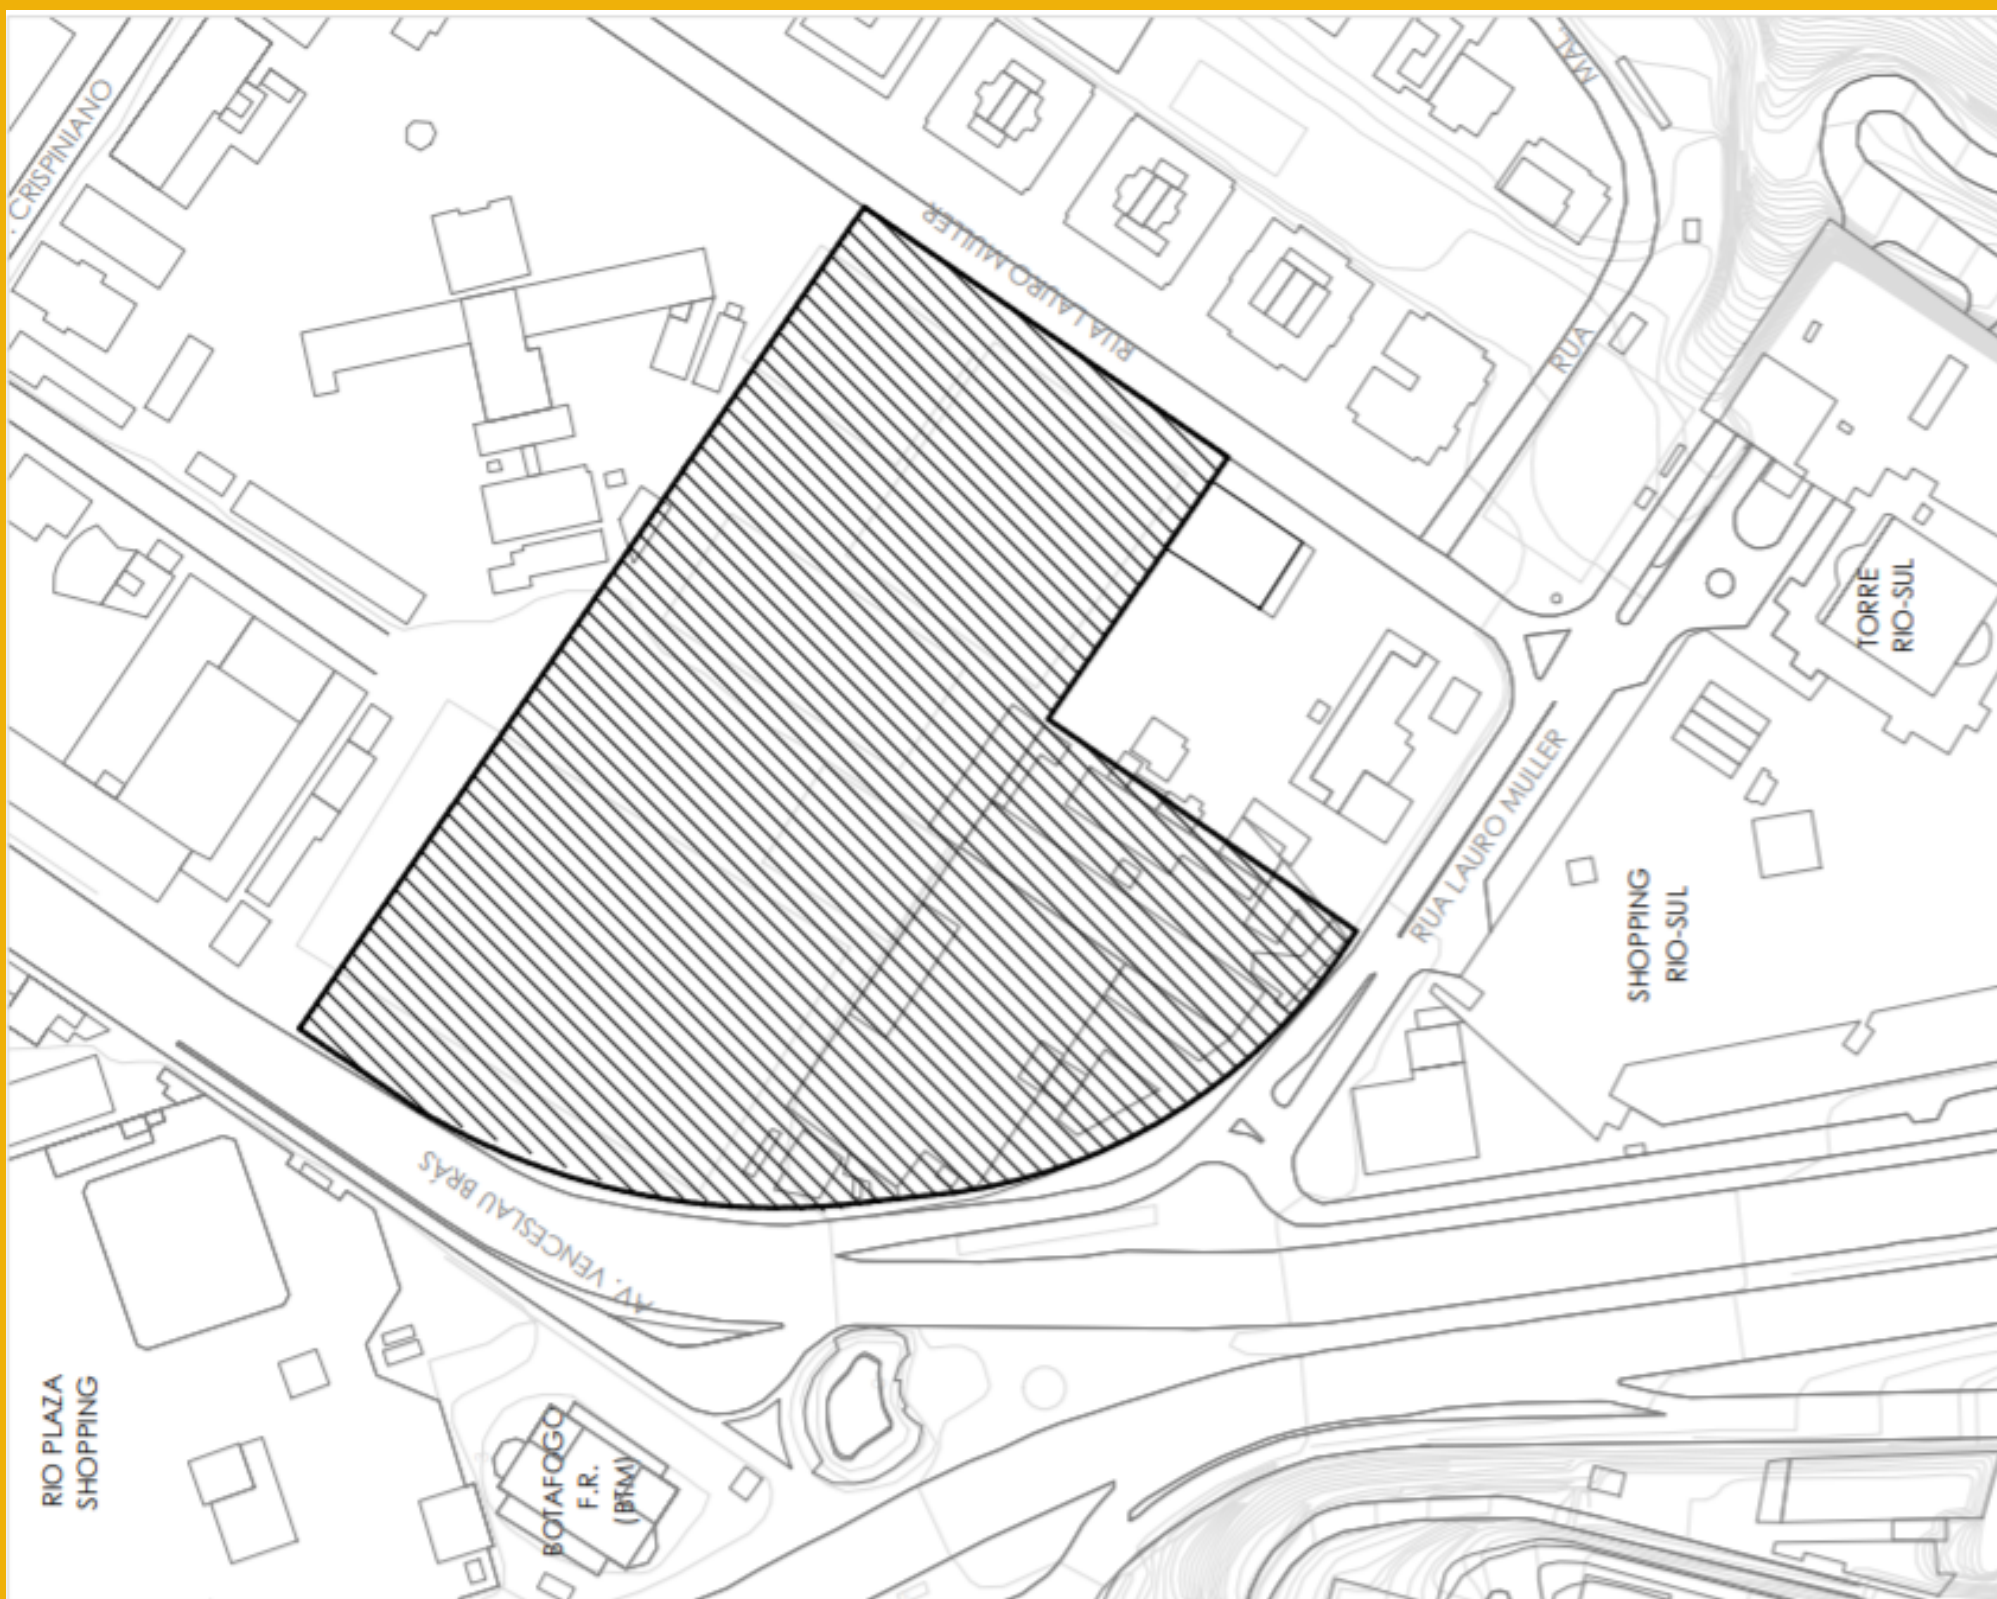 . CRISPINIANO
MAL.
RUA LAURO MULLER
RUA
TORRE
RIO-SUL
RUA LAURO MULLER
SHOPPING
RIO-SUL
AV. VENCESLAU BRÁS
RIO PLAZA
SHOPPING
BOTAFOGO
F.R.
(BTM)